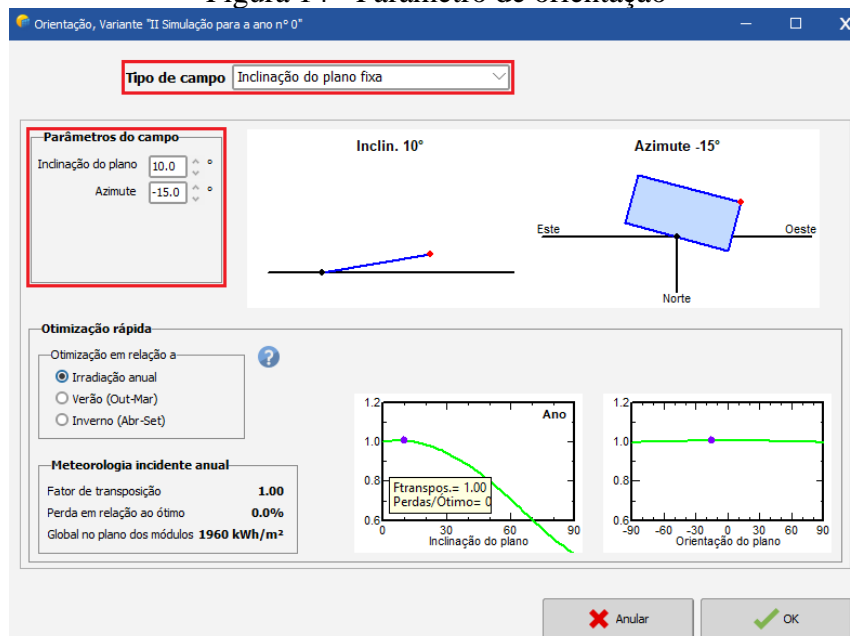 Figura 14 - Parâmetro de orientação
Orientação, Variante "II Simulação para a ano nº 0"
Tipo de campo Inclinação do plano fixa
Parâmetros do campo
Inclinação do plano 10.0 °
Azimute -15.0 °
Inclin. 10°
Azimute -15°
Este
Oeste
Norte
Otimização rápida
Otimização em relação a
Irradiação anual
Verão (Out-Mar)
Inverno (Abr-Set)
?
Meteorologia incidente anual
Fator de transposição 1.00
Perda em relação ao ótimo 0.0%
Global no plano dos módulos 1960 kWh/m²
1.2
Ano
1.0
0.8
Ftranspos.= 1.00
Perdas/Ótimo= 0
0.6
0 30 60 90
Inclinação do plano
1.2
1.0
0.8
0.6
-90 -60 -30 0 30 60 90
Orientação do plano
Anular
OK